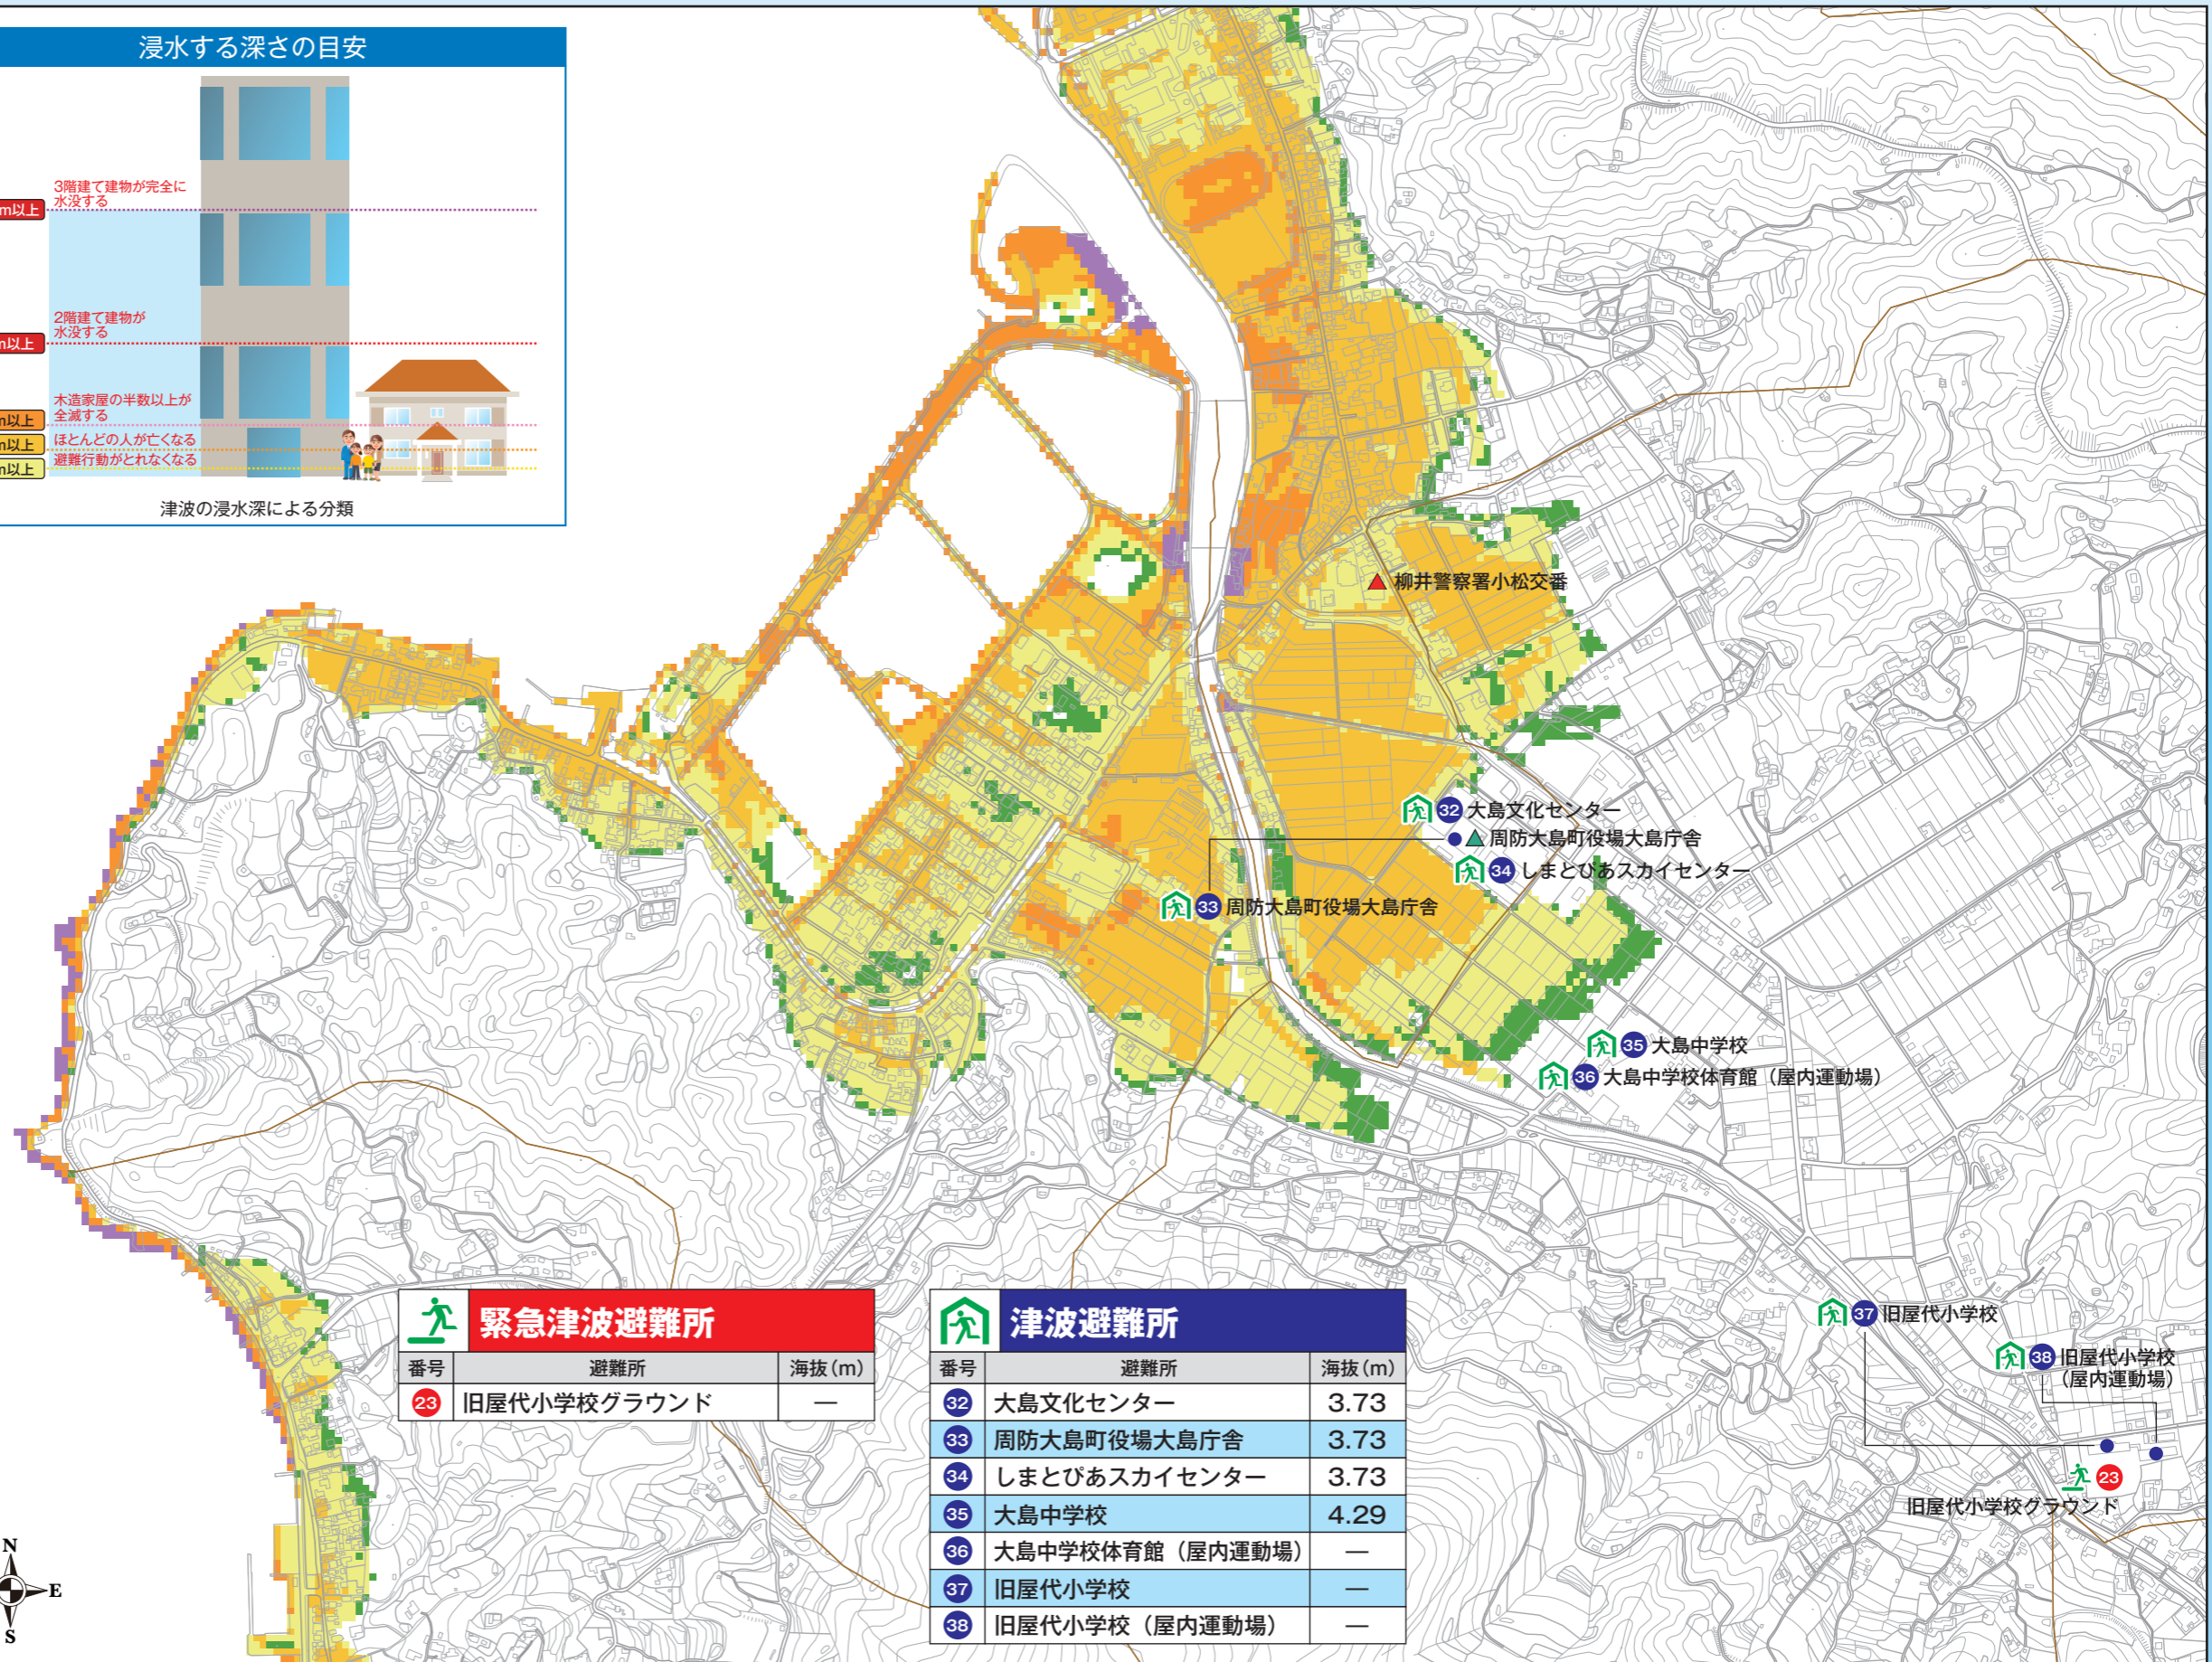 浸水する深さの目安
3階建て建物が完全に
水没する
m以上
2階建て建物が
水没する
m以上
木造家屋の半数以上が
全滅する
m以上
ほとんどの人が亡くなる
m以上
避難行動がとれなくなる
m以上
津波の浸水深による分類
柳井警察署小松交番
32 大島文化センター
周防大島町役場大島庁舎
34 しまとぴあスカイセンター
33 周防大島町役場大島庁舎
35 大島中学校
36 大島中学校体育館（屋内運動場）
37 旧屋代小学校
38 旧屋代小学校
（屋内運動場）
23
旧屋代小学校グラウンド
緊急津波避難所
番号 避難所 海抜（m）
23 旧屋代小学校グラウンド —
津波避難所
番号 避難所 海抜（m）
32 大島文化センター 3.73
33 周防大島町役場大島庁舎 3.73
34 しまとぴあスカイセンター 3.73
35 大島中学校 4.29
36 大島中学校体育館（屋内運動場） —
37 旧屋代小学校 —
38 旧屋代小学校（屋内運動場） —
N
E
S